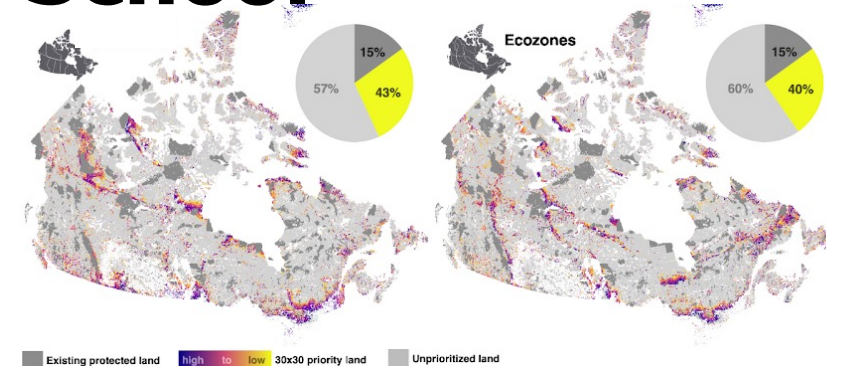 Ecozones
15%
57%
43%
15%
60%
40%
Existing protected land
high to low
30x30 priority land
Unprioritized land